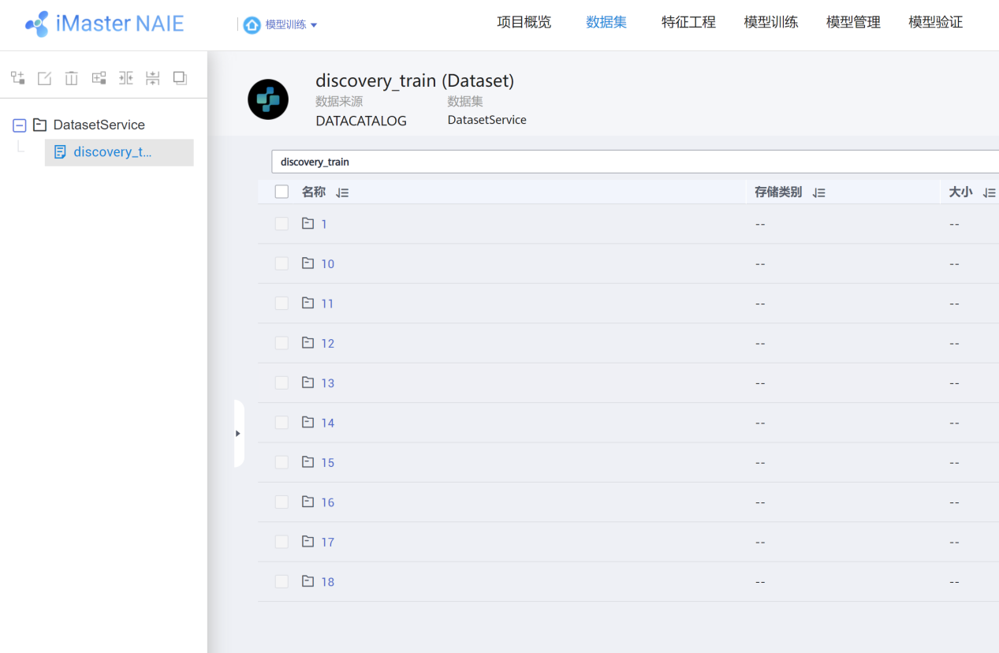 iMaster NAIE
模型训练
项目概览 数据集 特征工程 模型训练 模型管理 模型验证
DatasetService
discovery_t...
discovery_train (Dataset)
数据来源 数据集
DATACATALOG DatasetService
discovery_train
名称 存储类别 大小
1 -- --
10 -- --
11 -- --
12 -- --
13 -- --
14 -- --
15 -- --
16 -- --
17 -- --
18 -- --